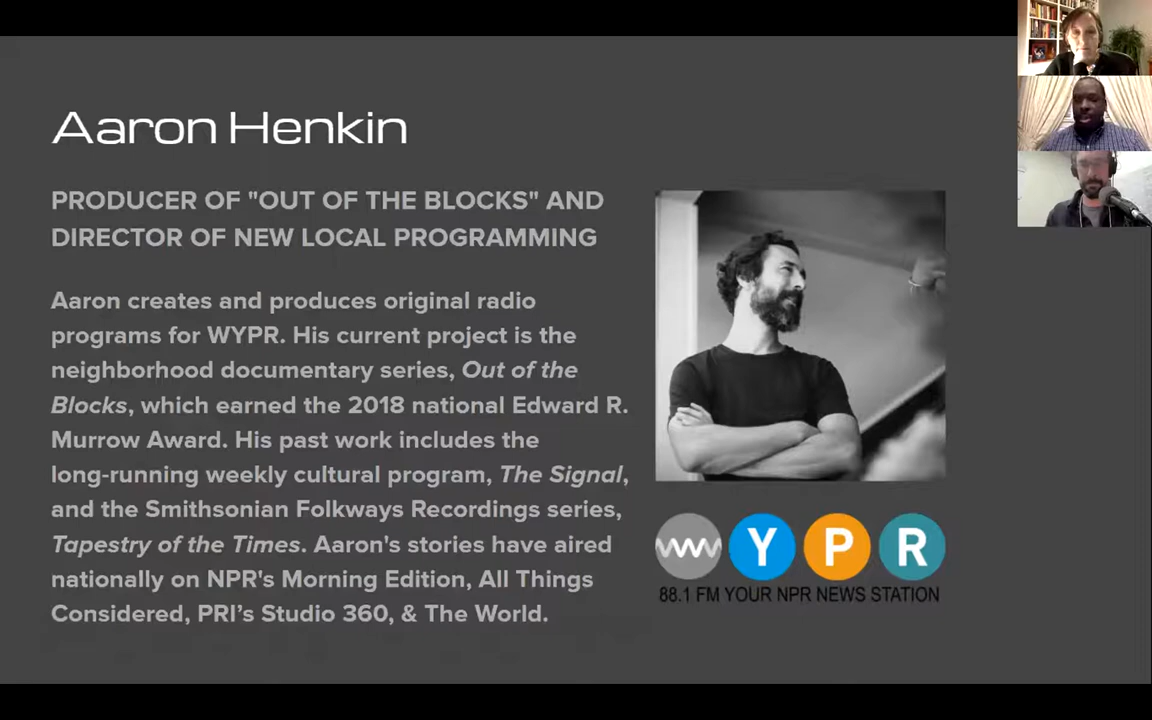 Aaron Henkin
PRODUCER OF "OUT OF THE BLOCKS" AND
DIRECTOR OF NEW LOCAL PROGRAMMING
Aaron creates and produces original radio
programs for WYPR. His current project is the
neighborhood documentary series, Out of the
Blocks, which earned the 2018 national Edward R.
Murrow Award. His past work includes the
long-running weekly cultural program, The Signal,
and the Smithsonian Folkways Recordings series,
Tapestry of the Times. Aaron's stories have aired
nationally on NPR's Morning Edition, All Things
Considered, PRI’s Studio 360, & The World.
W Y P R
88.1 FM YOUR NPR NEWS STATION